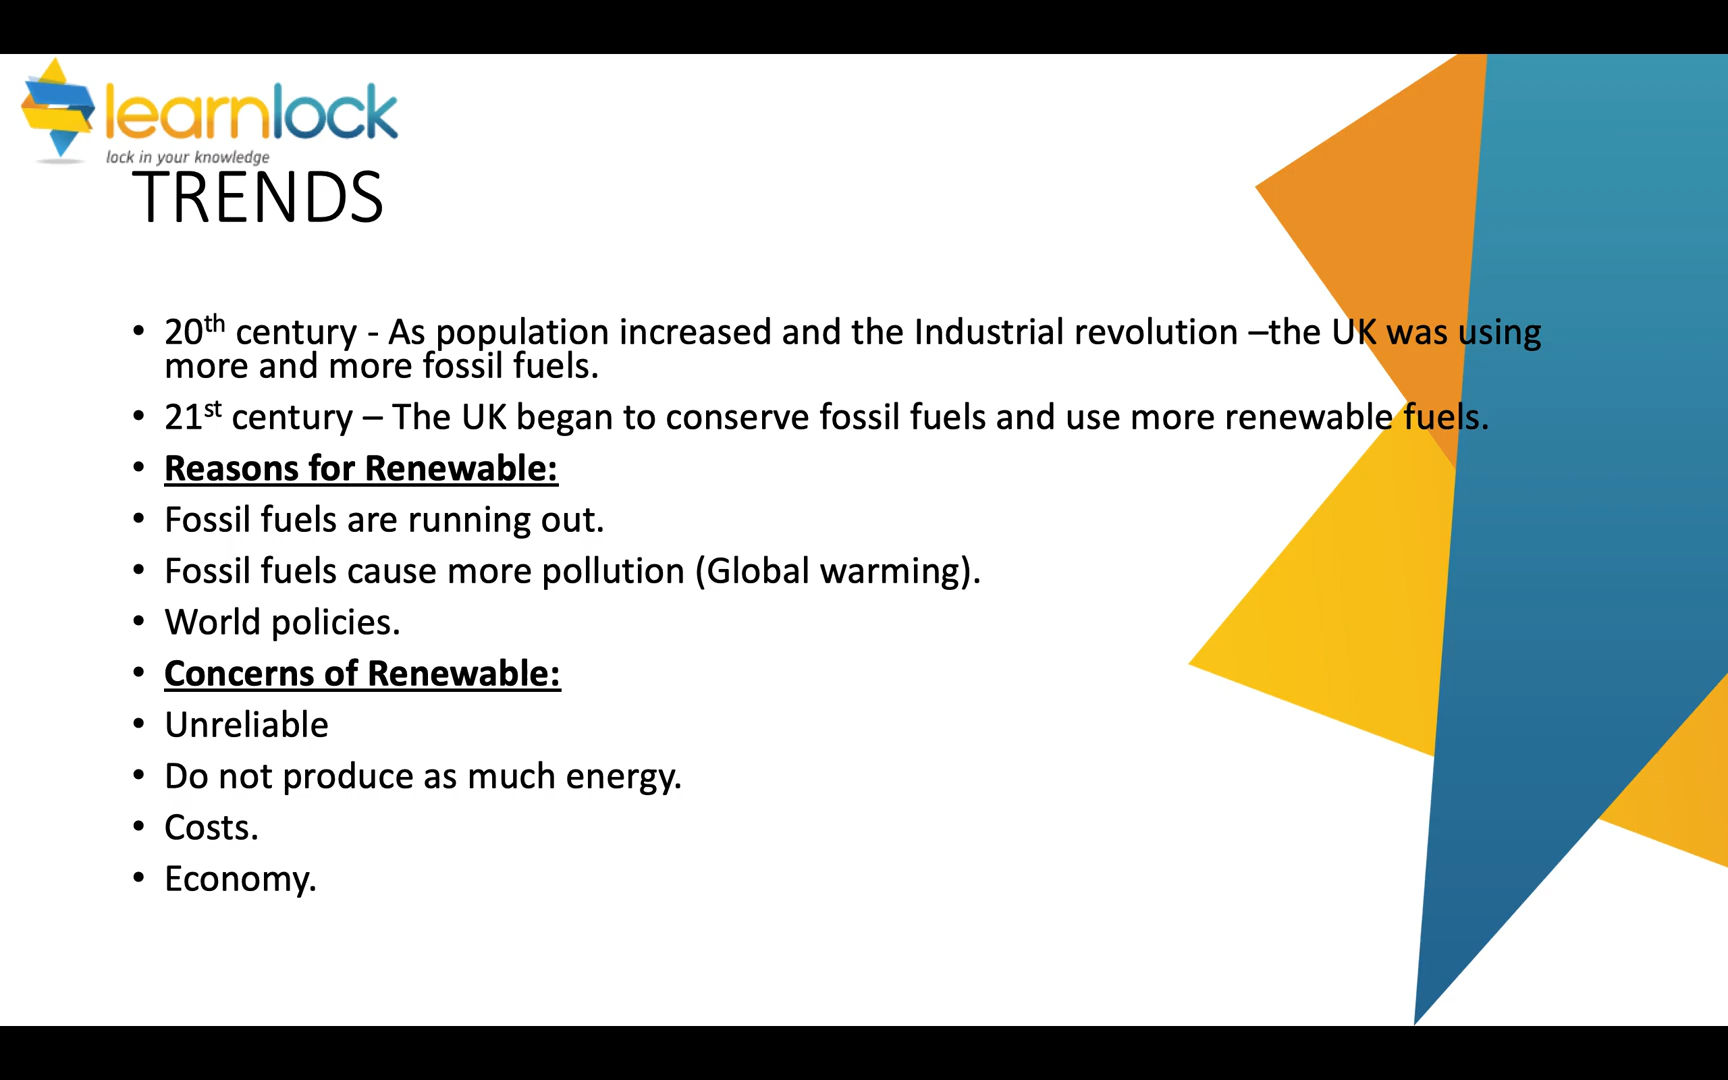 learnlock
lock in your knowledge
TRENDS
• 20th century - As population increased and the Industrial revolution –the UK was using
more and more fossil fuels.
• 21st century – The UK began to conserve fossil fuels and use more renewable fuels.
• Reasons for Renewable:
• Fossil fuels are running out.
• Fossil fuels cause more pollution (Global warming).
• World policies.
• Concerns of Renewable:
• Unreliable
• Do not produce as much energy.
• Costs.
• Economy.